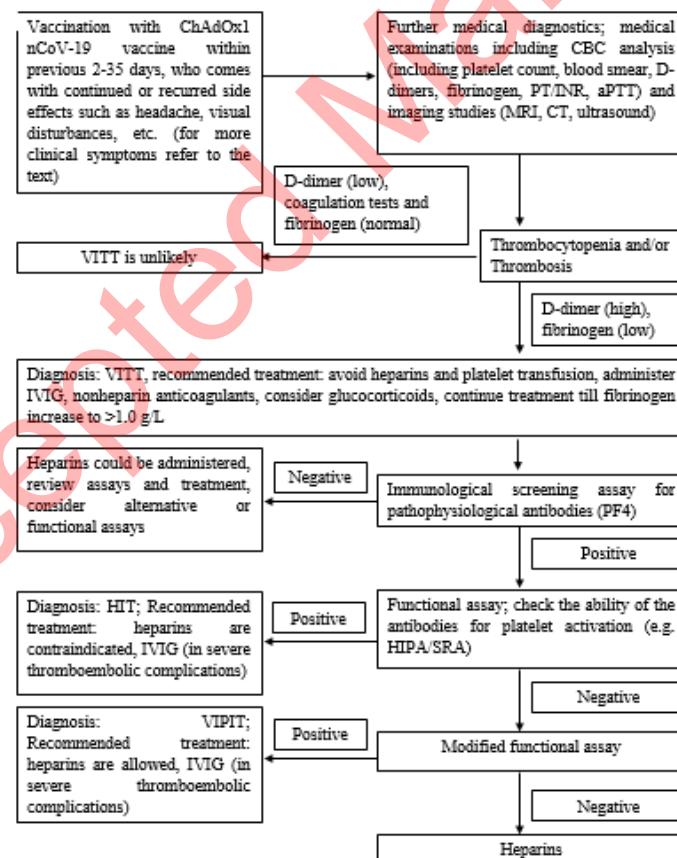 Vaccination with ChAdOx1
nCoV-19 vaccine within
previous 2-35 days, who comes
with continued or recurred side
effects such as headache, visual
disturbances, etc. (for more
clinical symptoms refer to the
text)
Further medical diagnostics; medical
examinations including CBC analysis
(including platelet count, blood smear, D-
dimers, fibrinogen, PT/INR, aPTT) and
imaging studies (MRI, CT, ultrasound)
D-dimer (low),
coagulation tests and
fibrinogen (normal)
VITT is unlikely
Thrombocytopenia and/or
Thrombosis
D-dimer (high),
fibrinogen (low)
Diagnosis: VITT, recommended treatment: avoid heparins and platelet transfusion, administer
IVIG, nonheparin anticoagulants, consider glucocorticoids, continue treatment till fibrinogen
increase to >1.0 g/L
Heparins could be administered,
review assays and treatment,
consider alternative or
functional assays
Negative
Immunological screening assay for
pathophysiological antibodies (PF4)
Positive
Diagnosis: HIT; Recommended
treatment: heparins are
contraindicated, IVIG (in severe
thromboembolic complications)
Positive
Functional assay; check the ability of the
antibodies for platelet activation (e.g.
HIPA/SRA)
Negative
Diagnosis: VIPIT;
Recommended treatment:
heparins are allowed, IVIG (in
severe thromboembolic
complications)
Positive
Modified functional assay
Negative
Heparins
cepted Ma